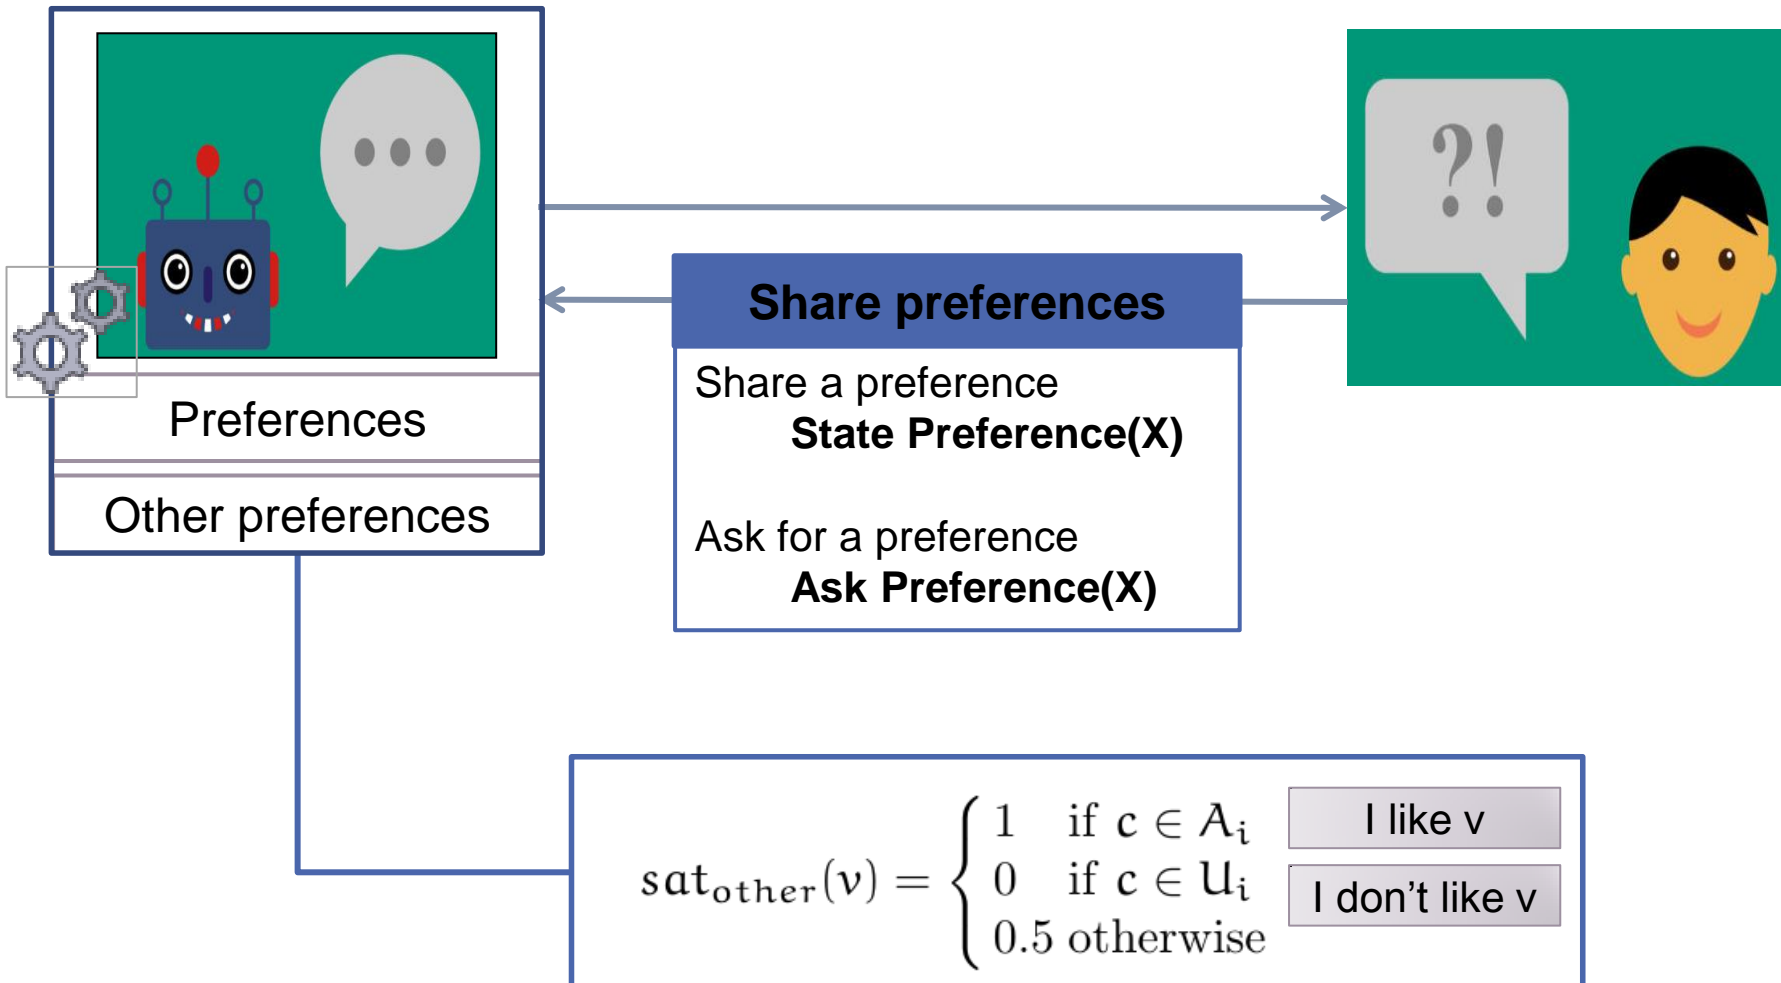 ?!
Share preferences
Share a preference
State Preference(X)
Ask for a preference
Ask Preference(X)
Preferences
Other preferences
sat_other(v) = { 1 if c ∈ A_i
0 if c ∈ U_i
0.5 otherwise
I like v
I don’t like v